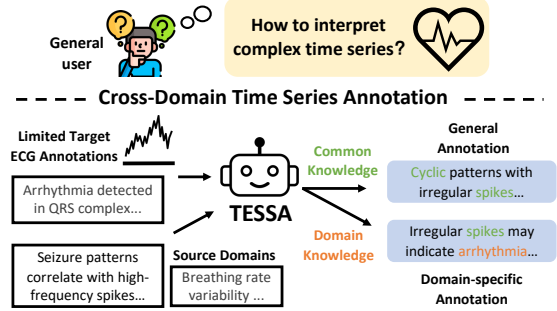 General
user
?
?
How to interpret
complex time series?
Cross-Domain Time Series Annotation
Limited Target
ECG Annotations
Arrhythmia detected
in QRS complex...
Seizure patterns
correlate with high-
frequency spikes...
Source Domains
Breathing rate
variability ...
TESSA
Common
Knowledge
Domain
Knowledge
General
Annotation
Cyclic patterns with
irregular spikes...
Irregular spikes may
indicate arrhythmia...
Domain-specific
Annotation